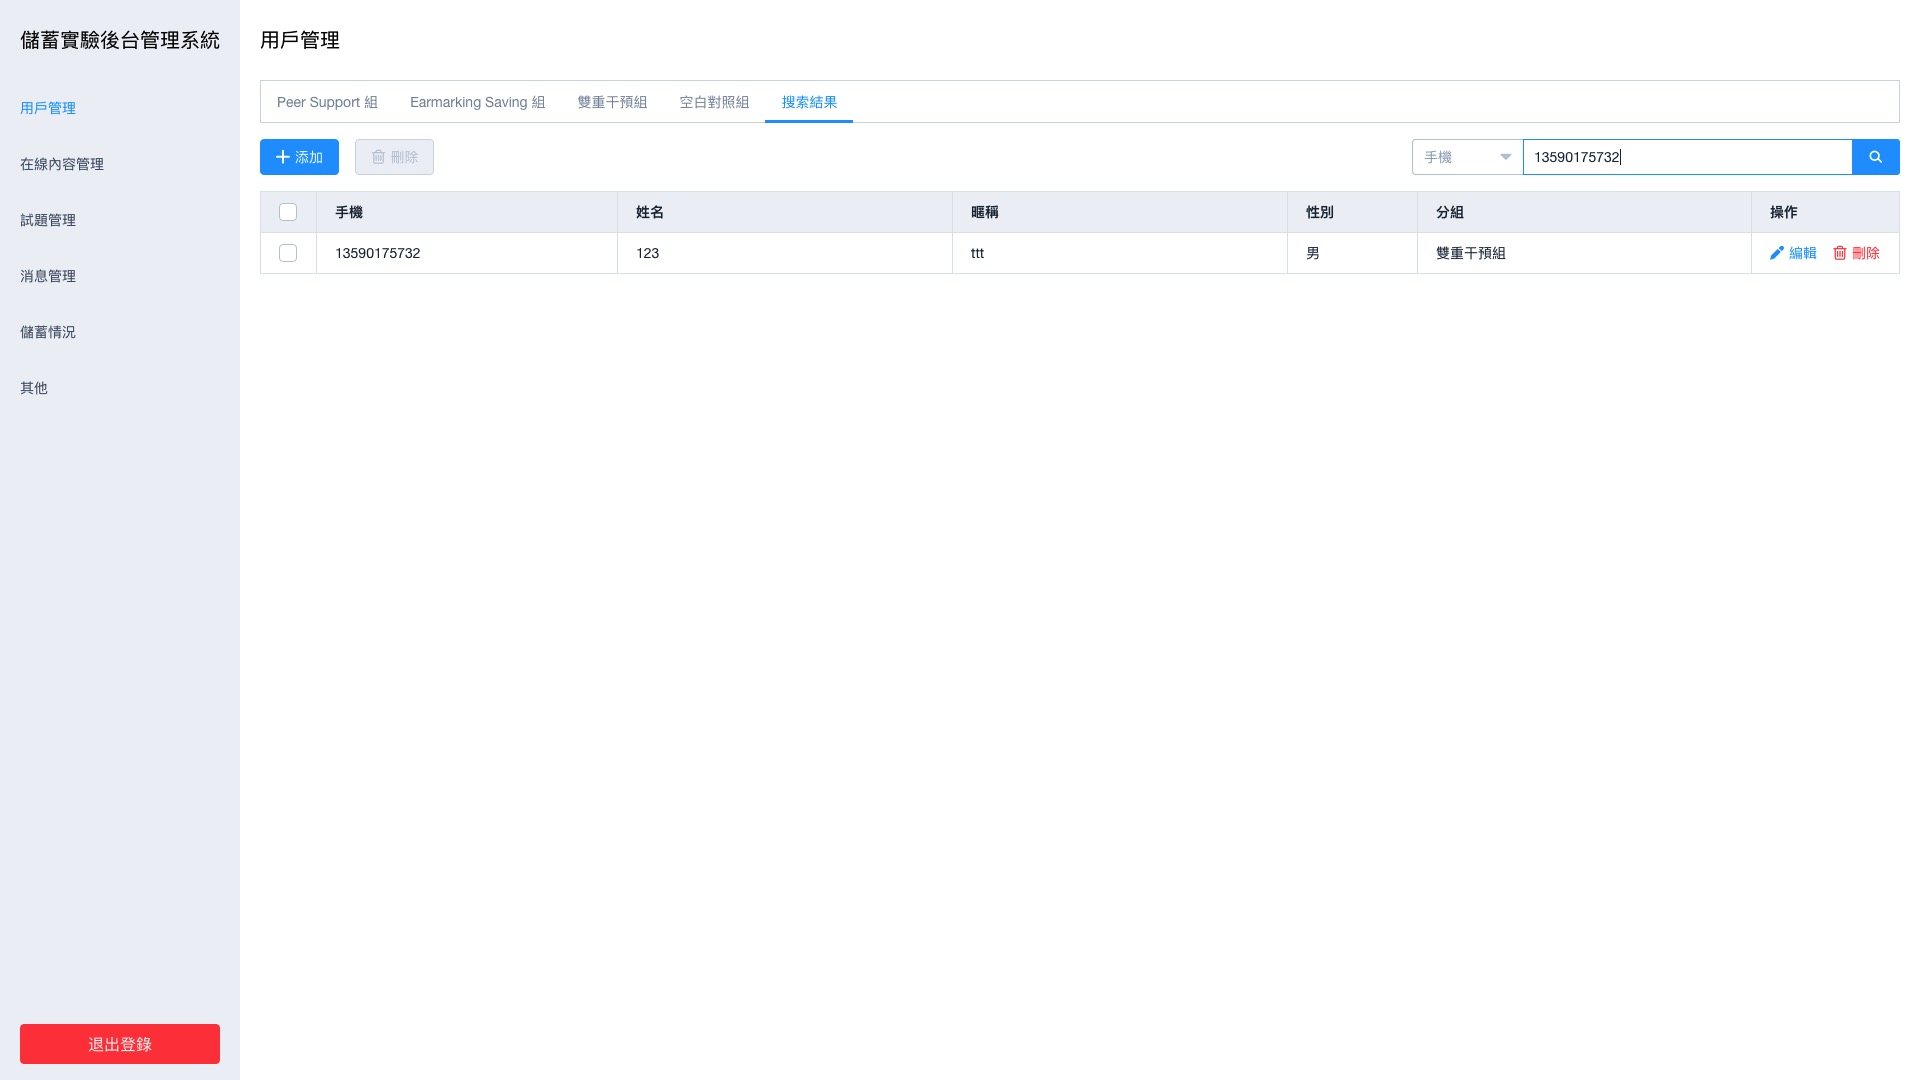 儲蓄實驗後台管理系統
用戶管理
在線內容管理
試題管理
消息管理
儲蓄情況
其他
退出登錄
用戶管理
Peer Support 組 Earmarking Saving 組 雙重干預組 空白對照組 搜索結果
添加 刪除 手機 13590175732
手機 姓名 暱稱 性別 分組 操作
13590175732 123 ttt 男 雙重干預組 編輯 刪除